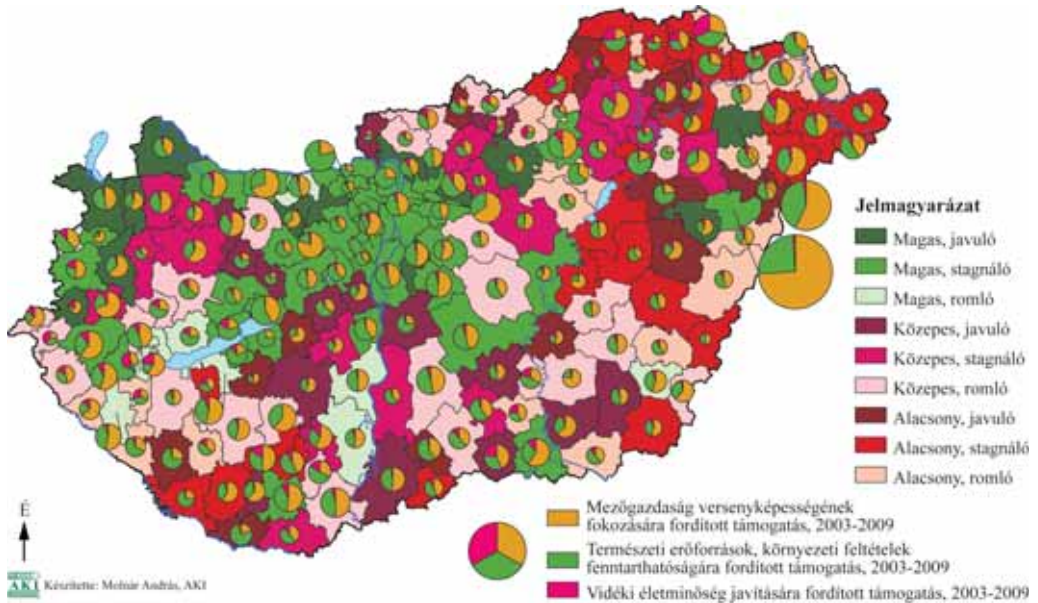 Jelmagyarázat
Magas, javuló
Magas, stagnáló
Magas, romló
Közepes, javuló
Közepes, stagnáló
Közepes, romló
Alacsony, javuló
Alacsony, stagnáló
Alacsony, romló
Mezőgazdaság versenyképességének
fokozására fordított támogatás, 2003-2009
Természeti erőforrások, környezeti feltételek
fenntarthatóságára fordított támogatás, 2003-2009
Vidéki életminőség javítására fordított támogatás, 2003-2009
É
AKI Készítette: Molnár András, AKI